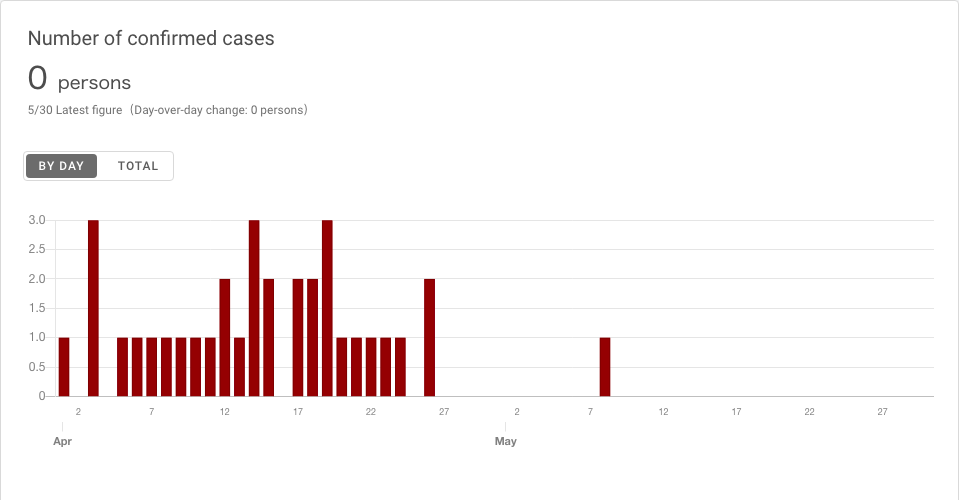 Number of confirmed cases
0 persons
5/30 Latest figure（Day-over-day change: 0 persons）
BY DAY TOTAL
3.0
2.5
2.0
1.5
1.0
0.5
0
2 7 12 17 22 27 2 7 12 17 22 27
Apr May